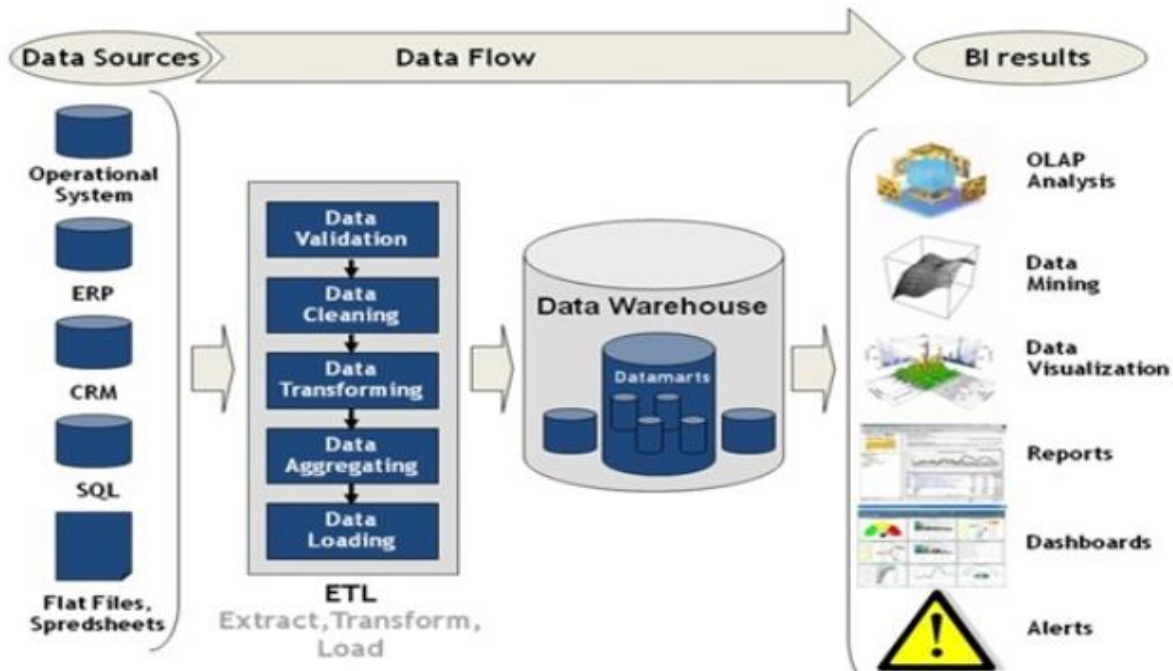 Data Sources
Data Flow
BI results
Operational
System
ERP
CRM
SQL
Flat Files,
Spredsheets
Data
Validation
Data
Cleaning
Data
Transforming
Data
Aggregating
Data
Loading
ETL
Extract, Transform,
Load
Data Warehouse
Datamarts
OLAP
Analysis
Data
Mining
Data
Visualization
Reports
Dashboards
Alerts